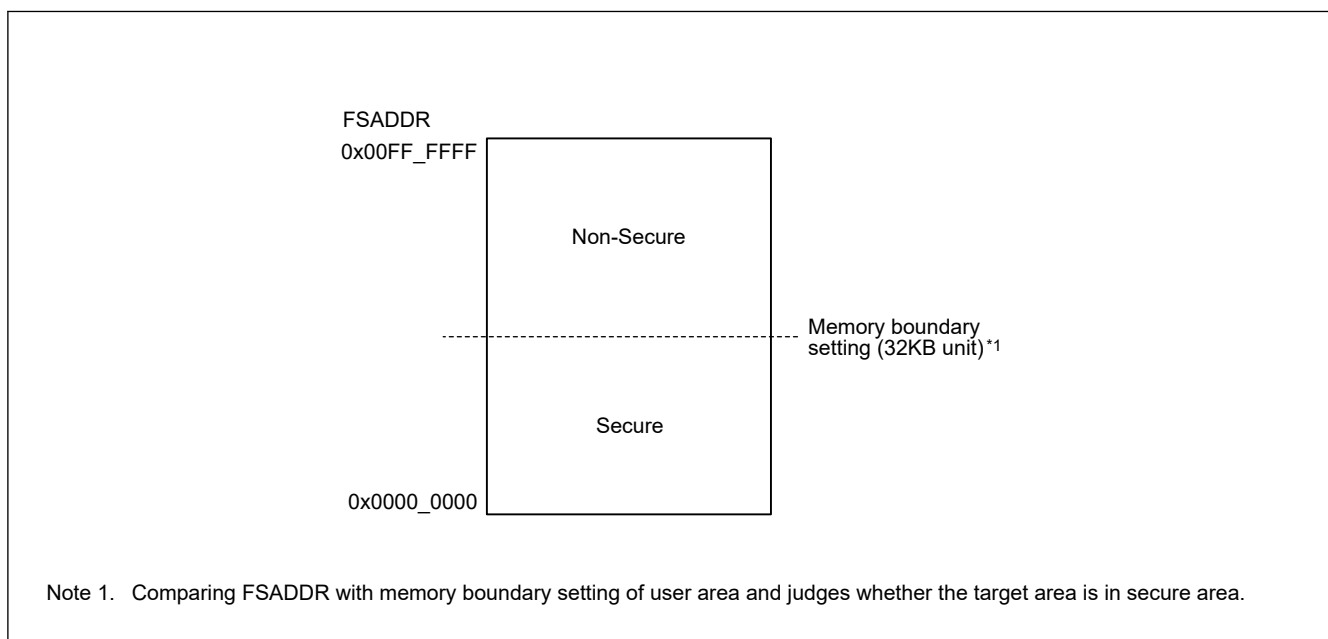 FSADDR
0x00FF_FFFF
Non-Secure
Memory boundary
setting (32KB unit)*1
Secure
0x0000_0000
Note 1. Comparing FSADDR with memory boundary setting of user area and judges whether the target area is in secure area.